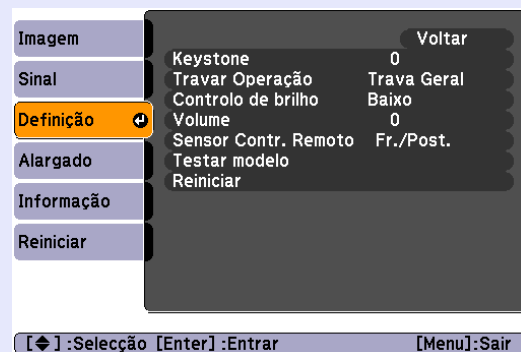 Imagem
Sinal
Definição
Alargado
Informação
Reiniciar
Voltar
Keystone 0
Travar Operação Trava Geral
Controlo de brilho Baixo
Volume 0
Sensor Contr. Remoto Fr./Post.
Testar modelo
Reiniciar
[◆] :Selecção [Enter] :Entrar [Menu]:Sair